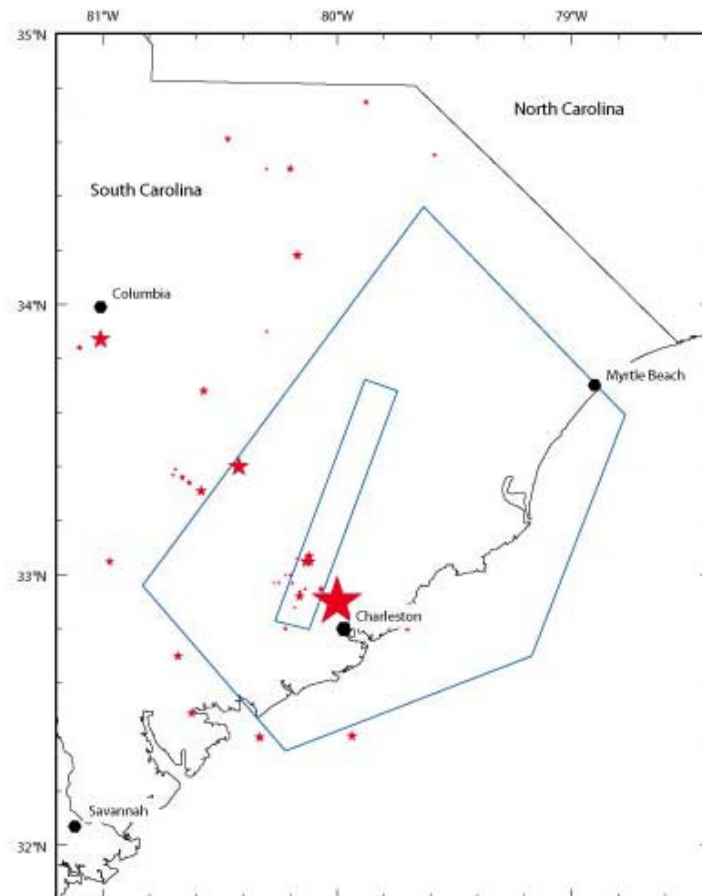 81°W 80°W 79°W
35°N
North Carolina
South Carolina
34°N
Columbia
Myrtle Beach
33°N
Charleston
Savannah
32°N